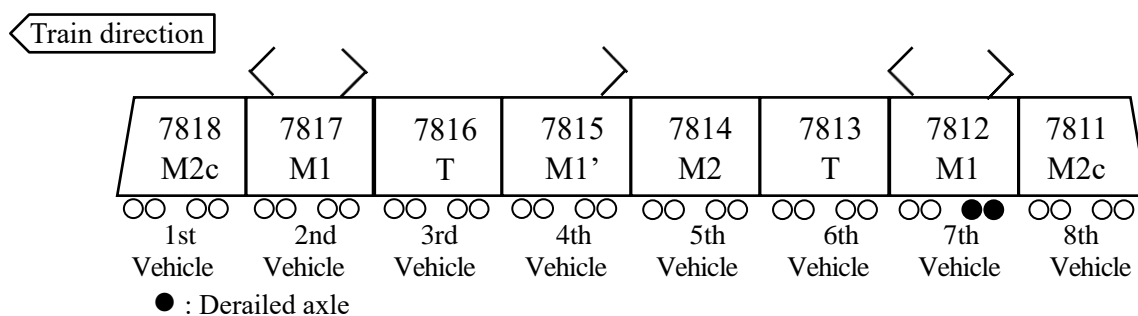 Train direction
7818 7817 7816 7815 7814 7813 7812 7811
M2c M1 T M1’ M2 T M1 M2c
1st 2nd 3rd 4th 5th 6th 7th 8th
Vehicle Vehicle Vehicle Vehicle Vehicle Vehicle Vehicle Vehicle
: Derailed axle